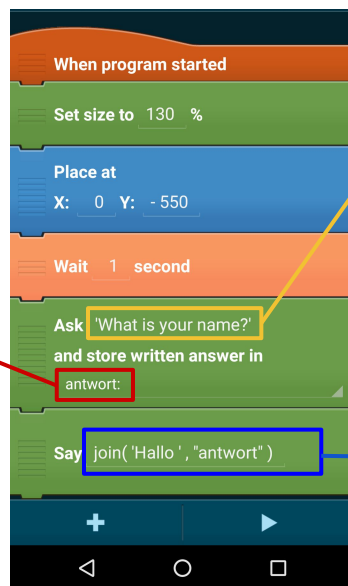 When program started
Set size to 130 %
Place at
X: 0 Y: - 550
Wait 1 second
Ask 'What is your name?'
and store written answer in
antwort:
Say join( 'Hallo ' , "antwort" )